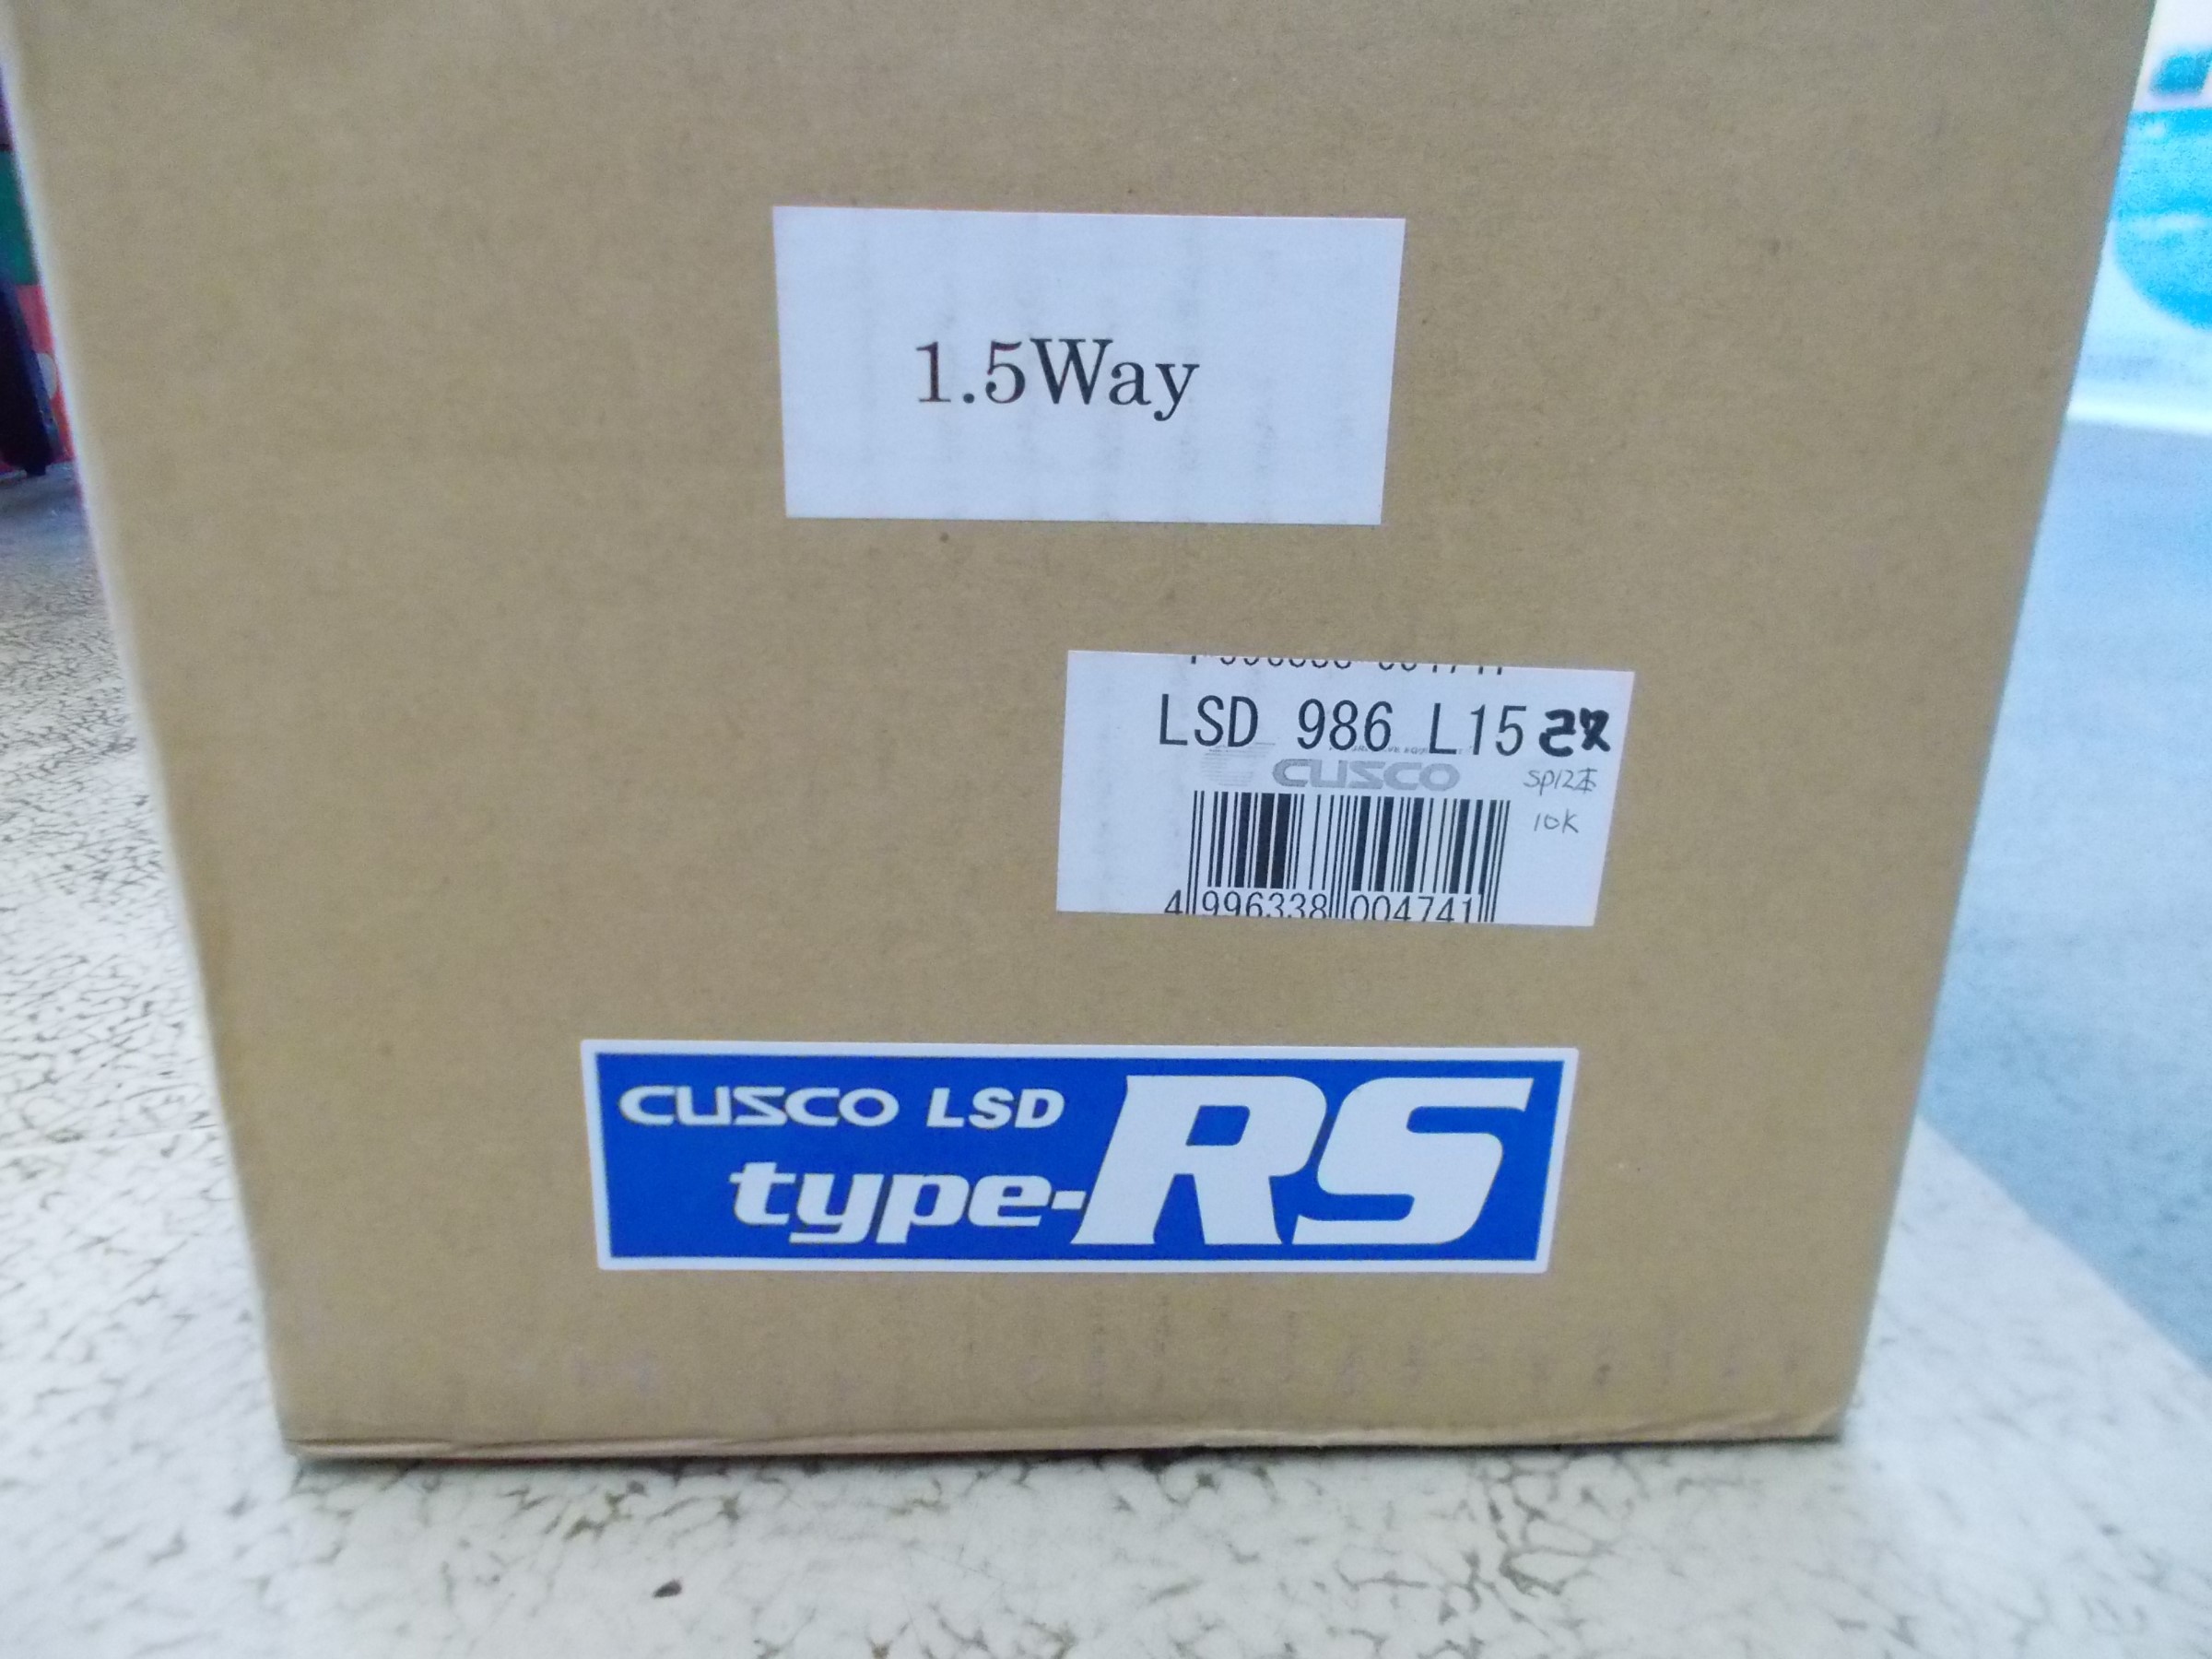 1.5Way
LSD 986 L15 改
CUSCO
SP12本
10K
4 996338 004741
CUSCO LSD
type-RS